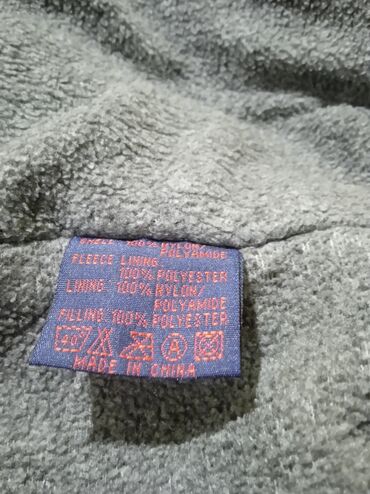 SHELL: 100% NYLON/
POLYAMIDE
FLEECE LINING:
100% POLYESTER
LINING: 100% NYLON/
POLYAMIDE
FILLING: 100% POLYESTER
40 A
MADE IN CHINA